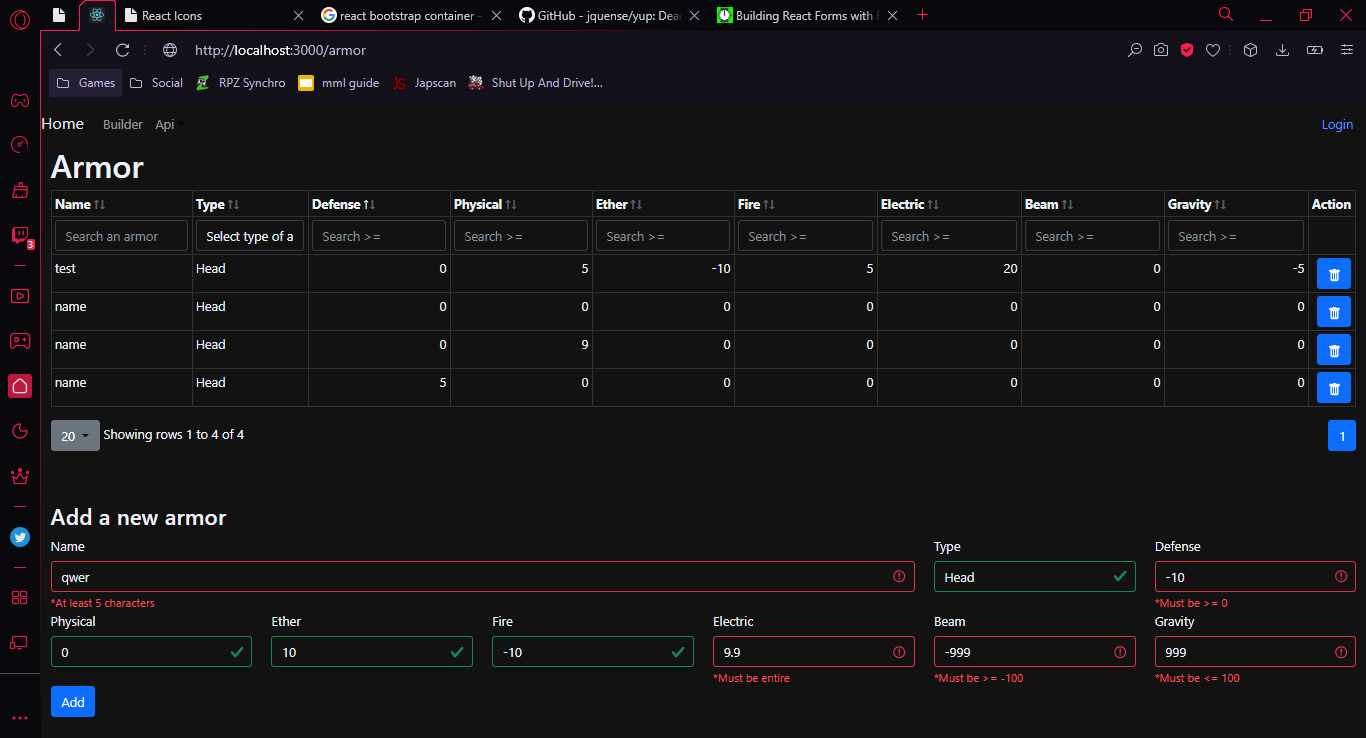 React Icons
react bootstrap container -
GitHub - jquense/yup: Dea
Building React Forms with
http://localhost:3000/armor
Games Social RPZ Synchro mml guide JS Japscan Shut Up And Drive!...
Home Builder Api Login
3
Armor
Name Type Defense Physical Ether Fire Electric Beam Gravity Action
Search an armor Select type of a Search >= Search >= Search >= Search >= Search >= Search >= Search >=
test Head 0 5 -10 5 20 0 -5
name Head 0 0 0 0 0 0 0
name Head 0 9 0 0 0 0 0
name Head 5 0 0 0 0 0 0
20 Showing rows 1 to 4 of 4 1
Add a new armor
Name Type Defense
qwer Head -10
*At least 5 characters *Must be >= 0
Physical Ether Fire Electric Beam Gravity
0 10 -10 9.9 -999 999
*Must be entire *Must be >= -100 *Must be <= 100
Add